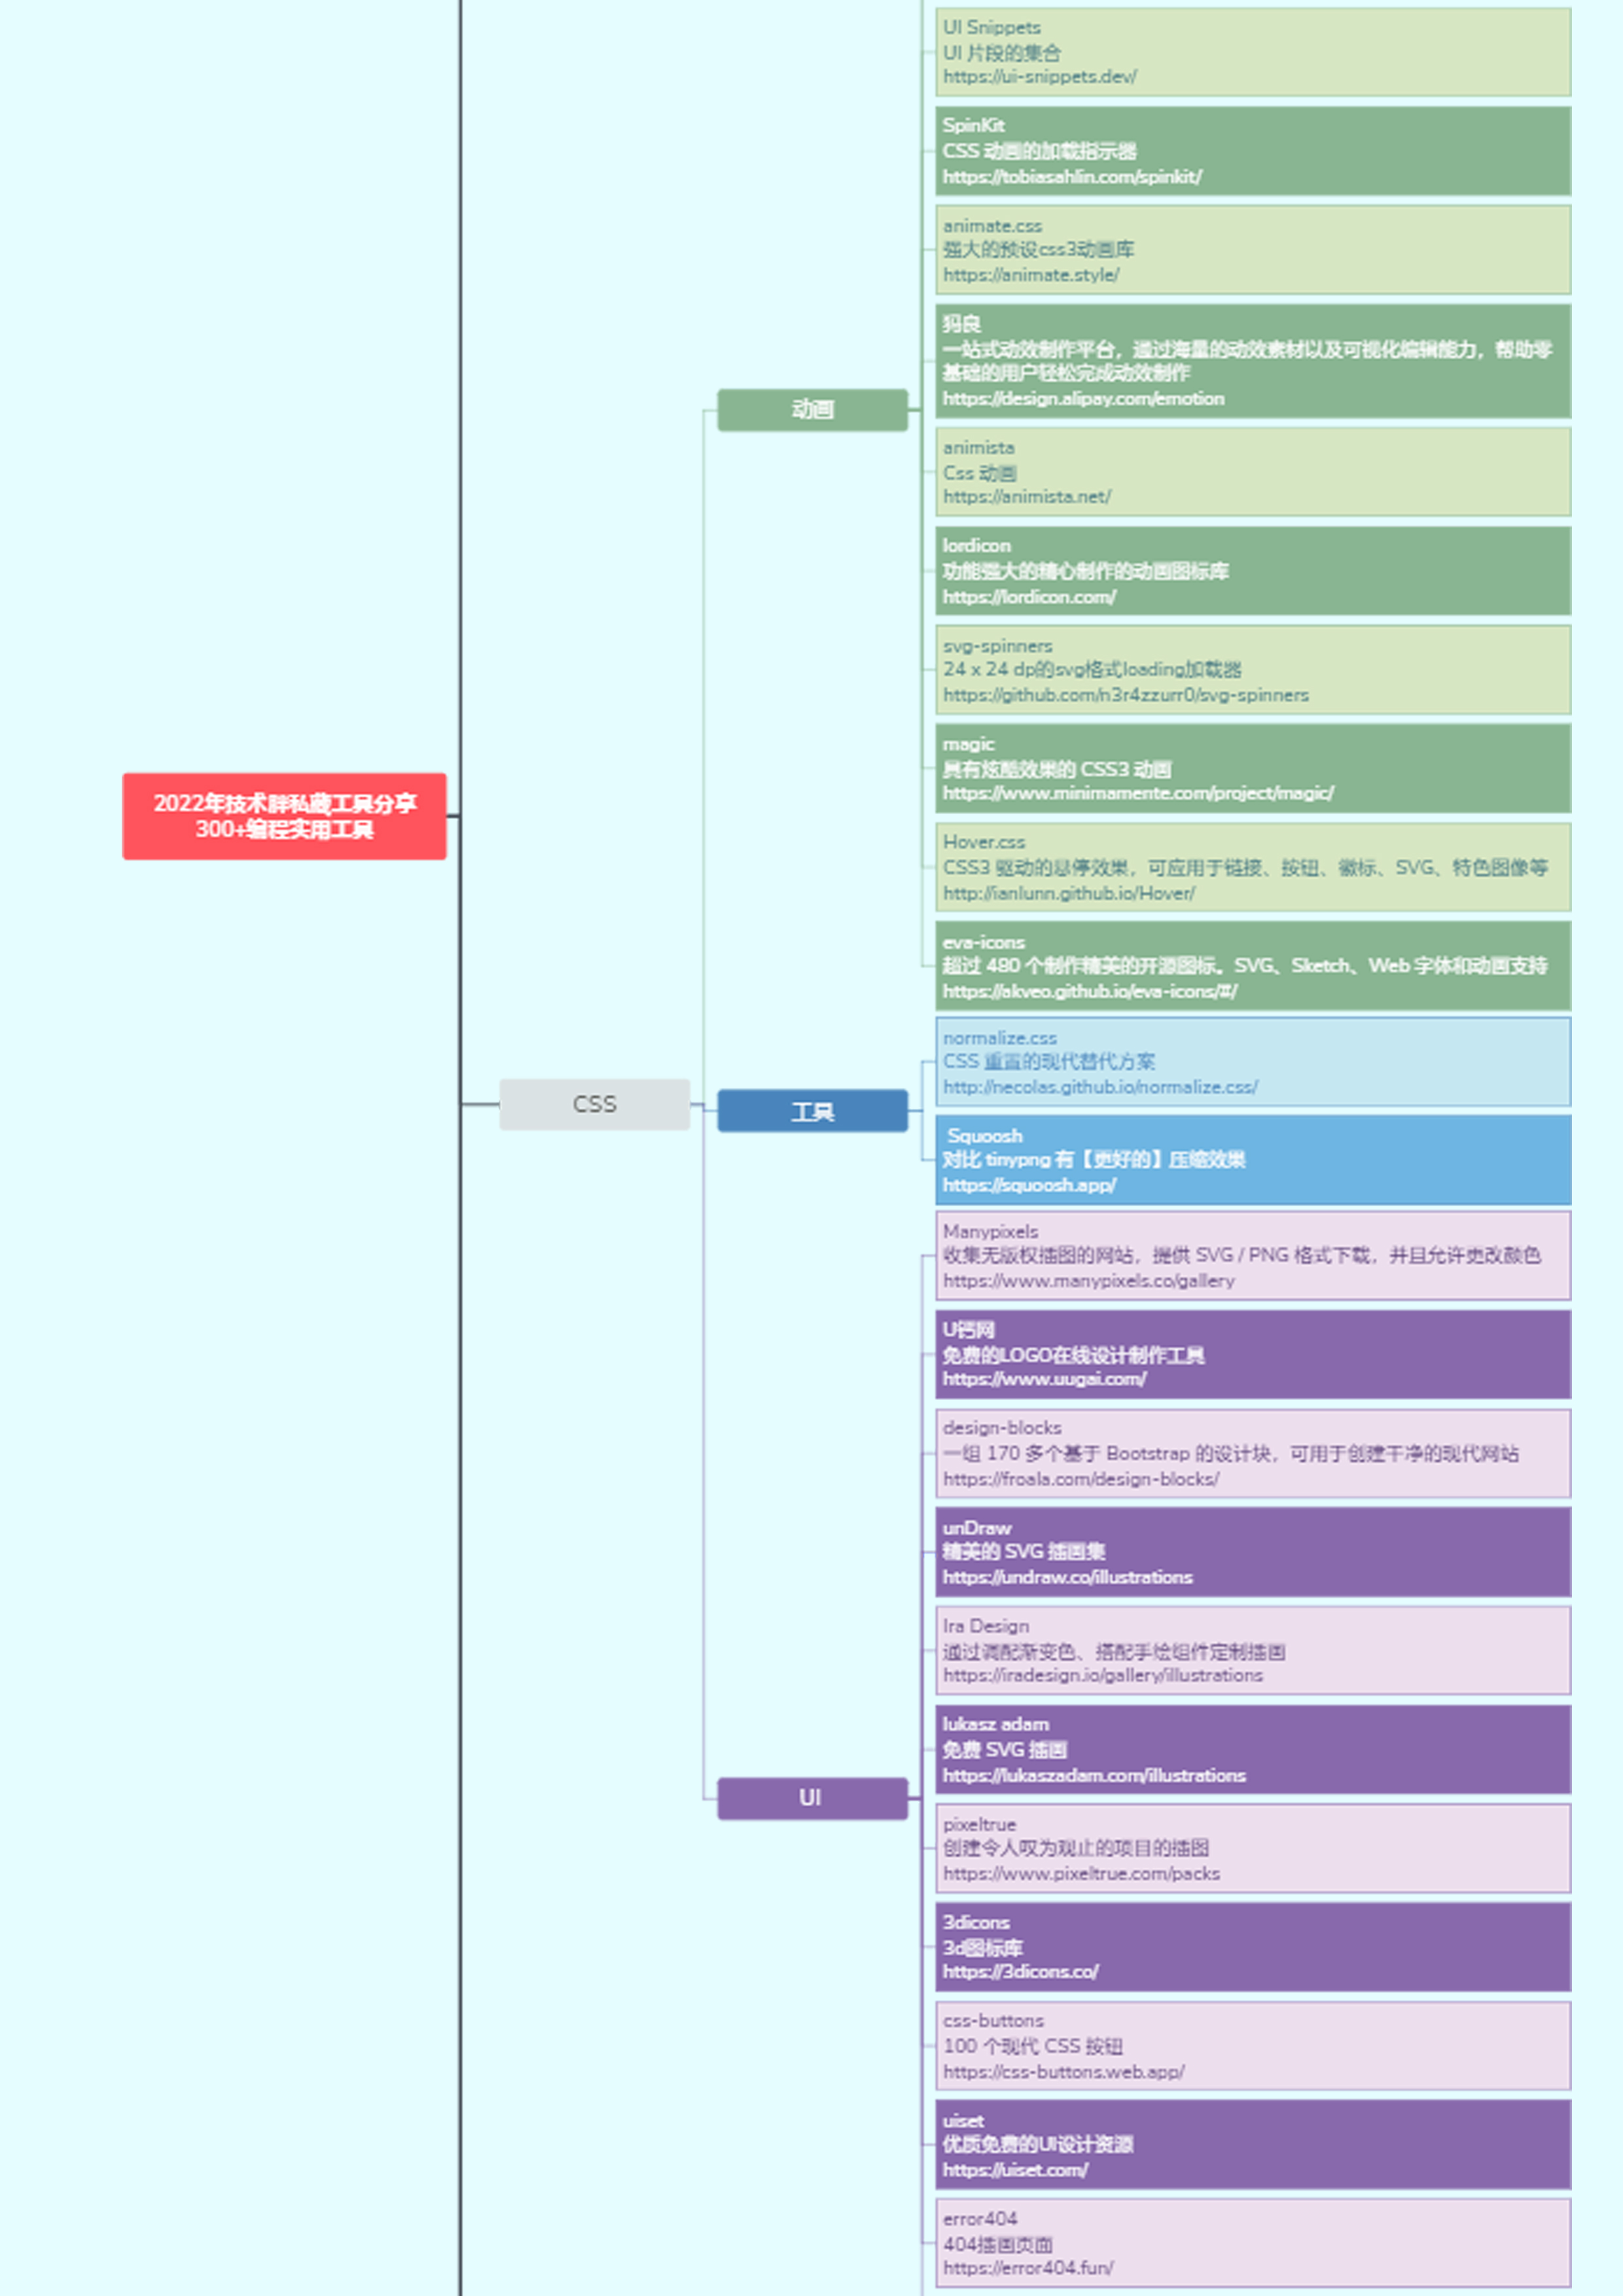 2022年技术胖私藏工具分享
300+编程实用工具
CSS
动画
UI Snippets
UI 片段的集合
https://ui-snippets.dev/
SpinKit
CSS 动画的加载指示器
https://tobiasahlin.com/spinkit/
animate.css
强大的预设css3动画库
https://animate.style/
犸良
一站式动效制作平台，通过海量的动效素材以及可视化编辑能力，帮助零
基础的用户轻松完成动效制作
https://design.alipay.com/emotion
animista
Css 动画
https://animista.net/
lordicon
功能强大的精心制作的动画图标库
https://lordicon.com/
svg-spinners
24 x 24 dp的svg格式loading加载器
https://github.com/n3r4zzurr0/svg-spinners
magic
具有炫酷效果的 CSS3 动画
https://www.minimamente.com/project/magic/
Hover.css
CSS3 驱动的悬停效果，可应用于链接、按钮、徽标、SVG、特色图像等
http://ianlunn.github.io/Hover/
eva-icons
超过 480 个制作精美的开源图标。SVG、Sketch、Web 字体和动画支持
https://akveo.github.io/eva-icons/#/
工具
normalize.css
CSS 重置的现代替代方案
http://necolas.github.io/normalize.css/
Squoosh
对比 tinypng 有【更好的】压缩效果
https://squoosh.app/
UI
Manypixels
收集无版权插图的网站，提供 SVG / PNG 格式下载，并且允许更改颜色
https://www.manypixels.co/gallery
U钙网
免费的LOGO在线设计制作工具
https://www.uugai.com/
design-blocks
一组 170 多个基于 Bootstrap 的设计块，可用于创建干净的现代网站
https://froala.com/design-blocks/
unDraw
精美的 SVG 插画集
https://undraw.co/illustrations
Ira Design
通过调配渐变色、搭配手绘组件定制插画
https://iradesign.io/gallery/illustrations
lukasz adam
免费 SVG 插画
https://lukaszadam.com/illustrations
pixeltrue
创建令人叹为观止的项目的插图
https://www.pixeltrue.com/packs
3dicons
3d图标库
https://3dicons.co/
css-buttons
100 个现代 CSS 按钮
https://css-buttons.web.app/
uiset
优质免费的UI设计资源
https://uiset.com/
error404
404插画页面
https://error404.fun/